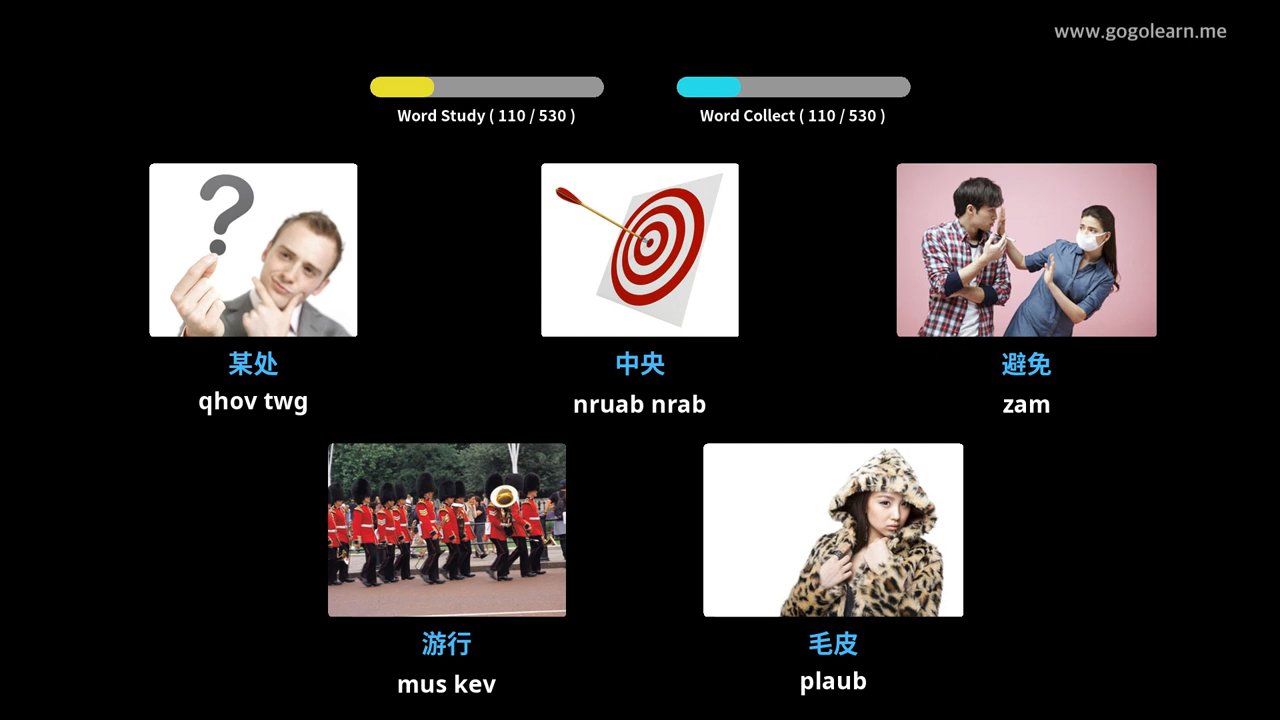 www.gogolearn.me
Word Study ( 110 / 530 )
Word Collect ( 110 / 530 )
?
某处
qhov twg
中央
nruab nrab
避免
zam
游行
mus kev
毛皮
plaub